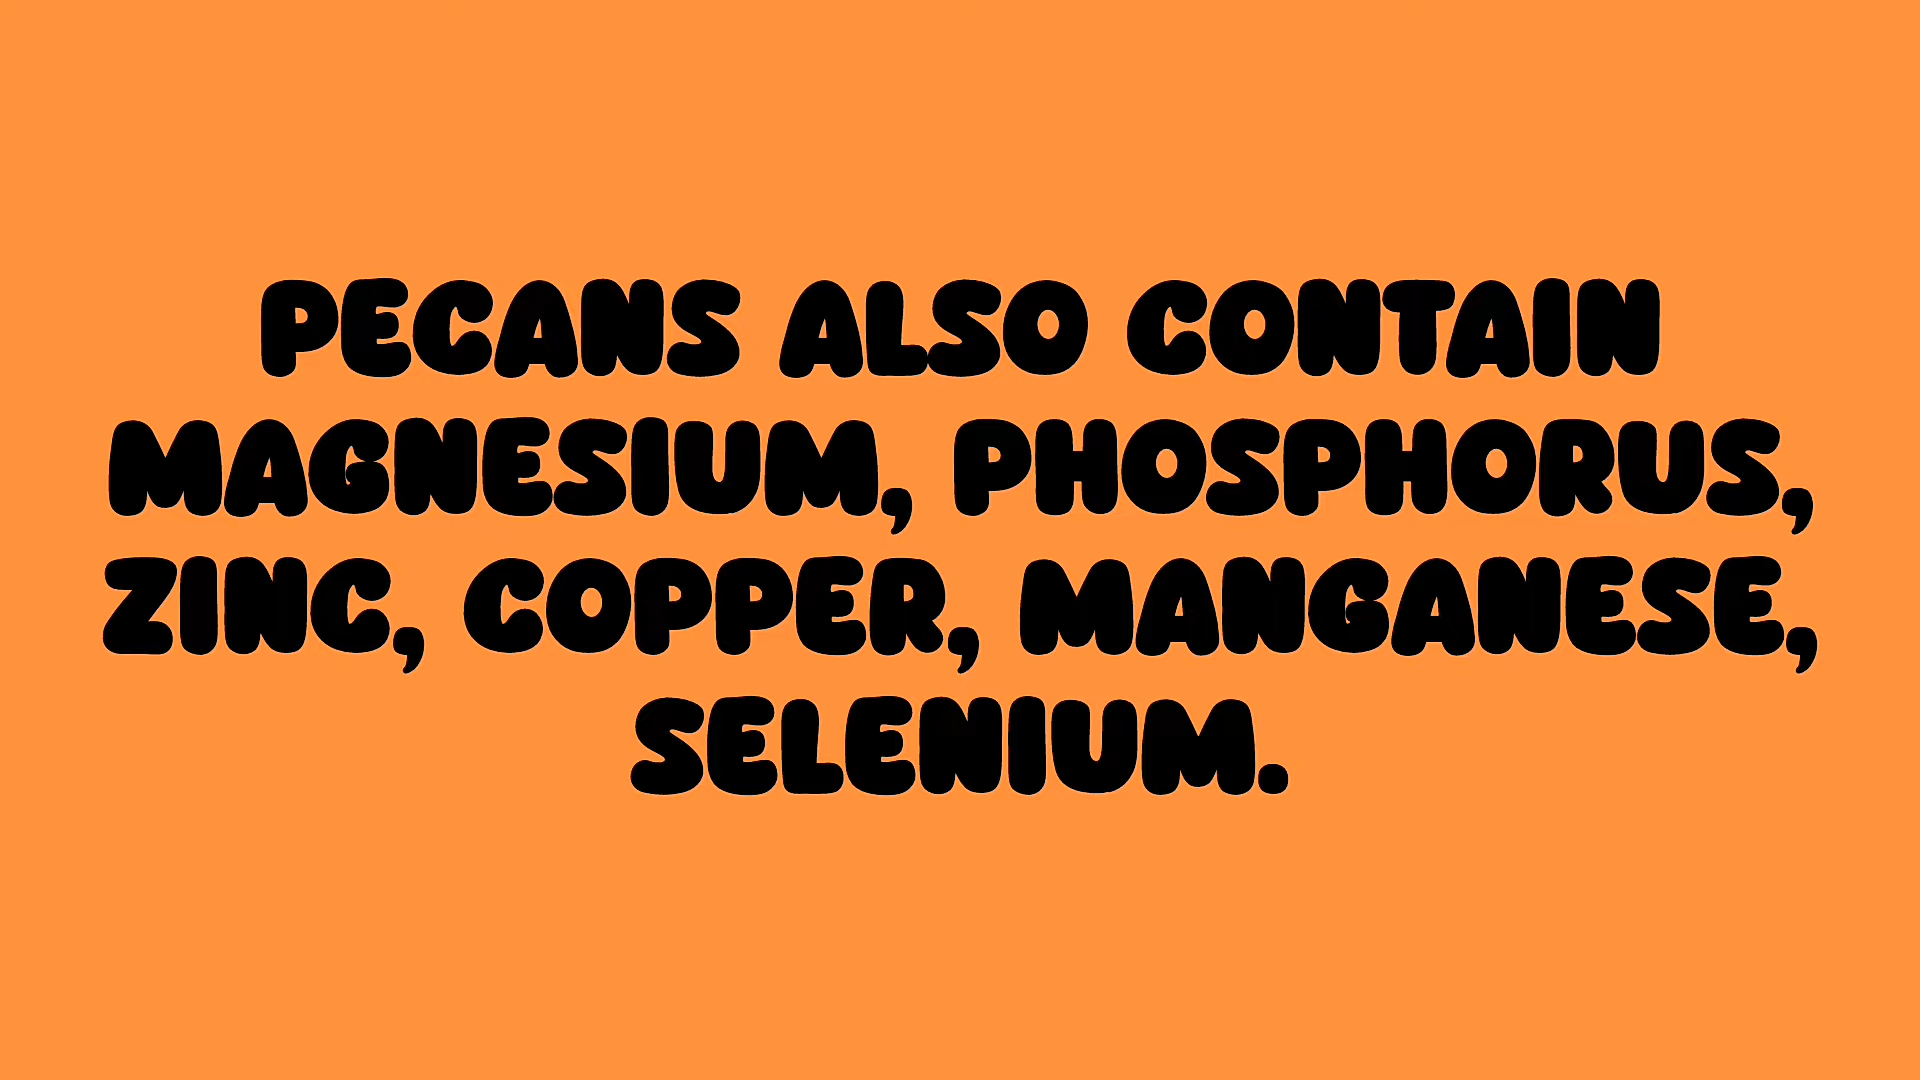 PECANS ALSO CONTAIN
MAGNESIUM, PHOSPHORUS,
ZINC, COPPER, MANGANESE,
SELENIUM.